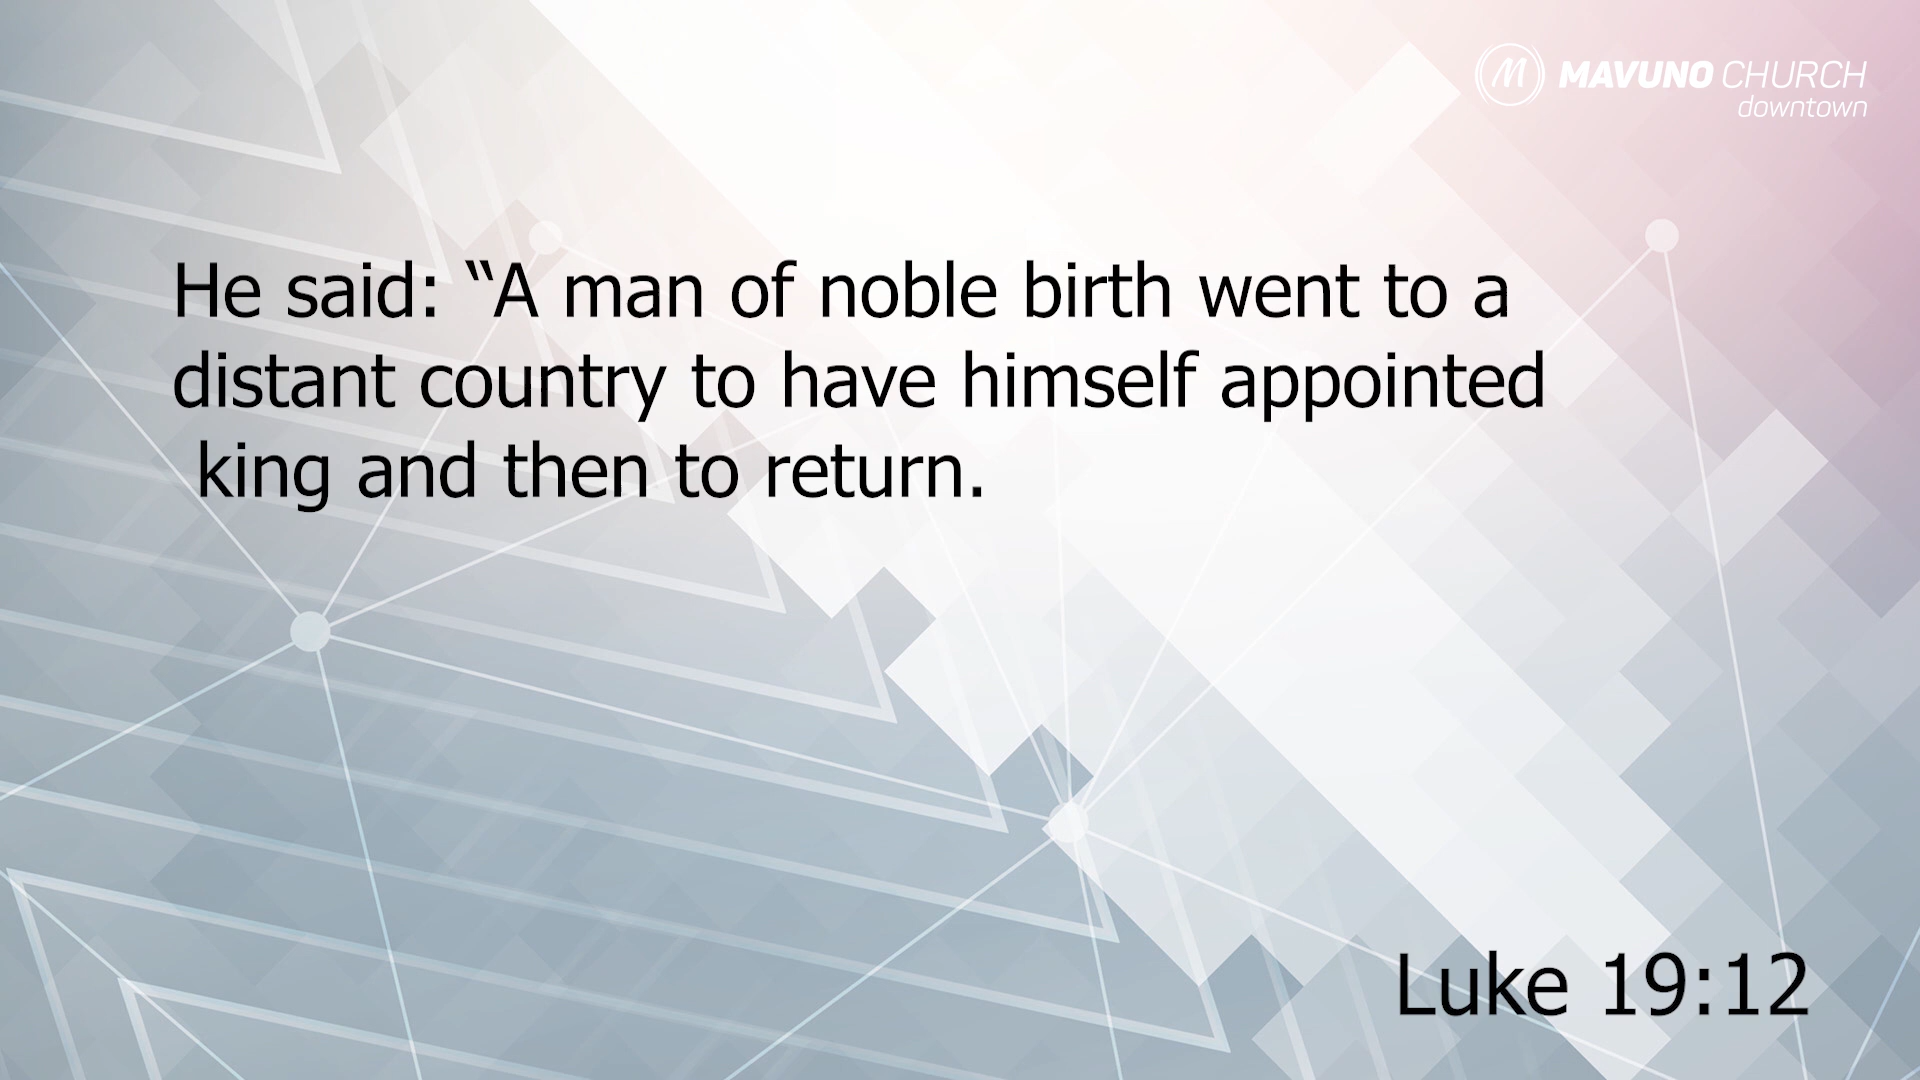 MAVUNO CHURCH
downtown
He said: “A man of noble birth went to a
distant country to have himself appointed
king and then to return.
Luke 19:12